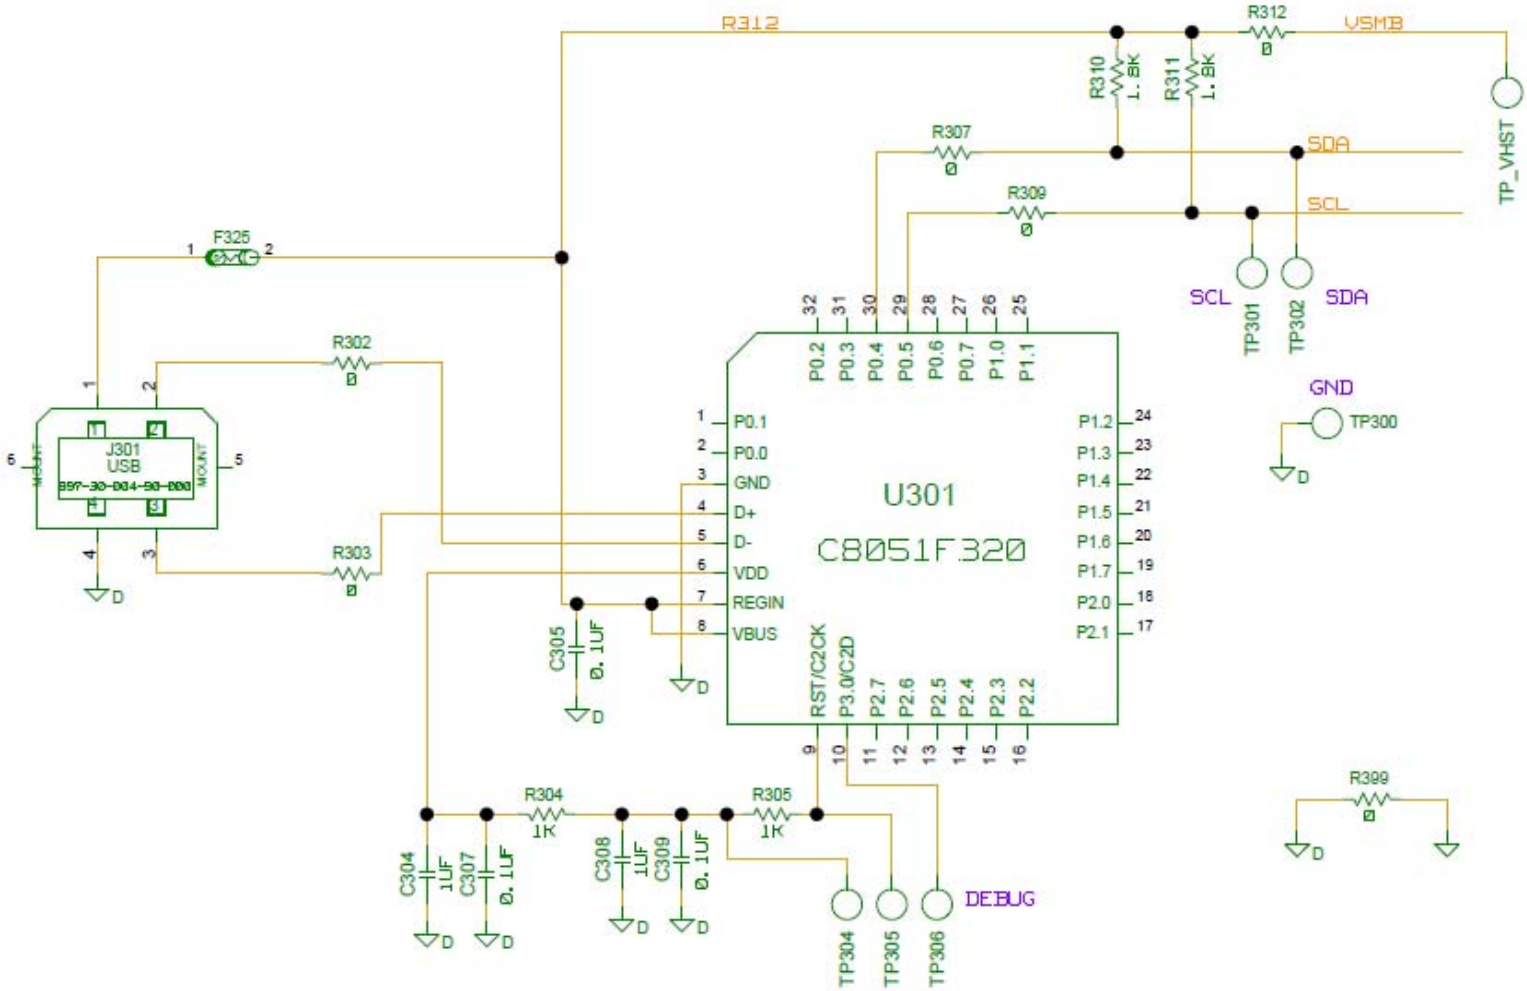 R312
R312
VSMB
0
R310
1.8K
R311
1.8K
TP_VHST
R307
0
SDA
R309
0
SCL
1
F325
2
SCL
SDA
TP301
TP302
32
31
30
29
28
27
26
25
P0.2
P0.3
P0.4
P0.5
P0.6
P0.7
P1.0
P1.1
R302
0
GND
TP300
D
1
2
1
2
J301
USB
897-30-004-90-000
MOUNT
MOUNT
6
5
4
3
4
3
D
R303
0
1
P0.1
2
P0.0
3
GND
4
D+
5
D-
6
VDD
7
REGIN
8
VBUS
U301
C8051F320
P1.2
24
P1.3
23
P1.4
22
P1.5
21
P1.6
20
P1.7
19
P2.0
18
P2.1
17
C305
0.1UF
D
D
RST/C2CK
P3.0/C2D
P2.7
P2.6
P2.5
P2.4
P2.3
P2.2
9
10
11
12
13
14
15
16
R304
1K
R305
1K
R399
0
D
C304
1UF
C307
0.1UF
C308
1UF
C309
0.1UF
D
D
D
D
DEBUG
TP304
TP305
TP306